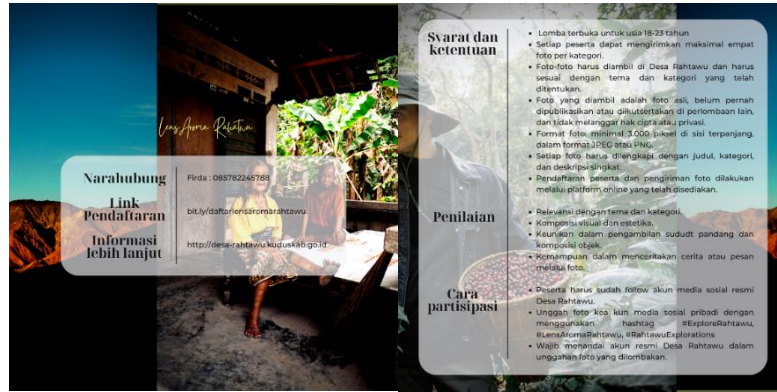 Lens Aroma Rahatau
Narahubung
Firda : 085782245788
Link
Pendaftaran
bit.ly/daftarlensaromarahtawu
Informasi
lebih lanjut
http://desa-rahtawu.kuduskab.go.id
Syarat dan
ketentuan
• Lomba terbuka untuk usia 18-23 tahun
• Setiap peserta dapat mengirimkan maksimal empat
foto per kategori.
• Foto-foto harus diambil di Desa Rahtawu dan harus
sesuai dengan tema dan kategori yang telah
ditentukan.
• Foto yang diambil adalah foto asli, belum pernah
dipublikasikan atau diikutsertakan di perlombaan lain,
dan tidak melanggar hak cipta atau privasi.
• Format foto: minimal 3.000 piksel di sisi terpanjang,
dalam format JPEG atau PNG.
• Setiap foto harus dilengkapi dengan judul, kategori,
dan deskripsi singkat.
• Pendaftaran peserta dan pengiriman foto dilakukan
melalui platform online yang telah disediakan.
Penilaian
• Relevansi dengan tema dan kategori.
• Komposisi visual dan estetika.
• Keunikan dalam pengambilan sududt pandang dan
komposisi objek.
• Kemampuan dalam menceritakan cerita atau pesan
melalui foto.
Cara
partisipasi
• Peserta harus sudah follow akun media sosial resmi
Desa Rahtawu.
• Unggah foto kea kun media sosial pribadi dengan
menggunakan hashtag #ExploreRahtawu,
#LensAromaRahtawu, #RahtawuExplorations
• Wajib menandai akun resmi Desa Rahtawu dalam
unggahan foto yang dilombakan.